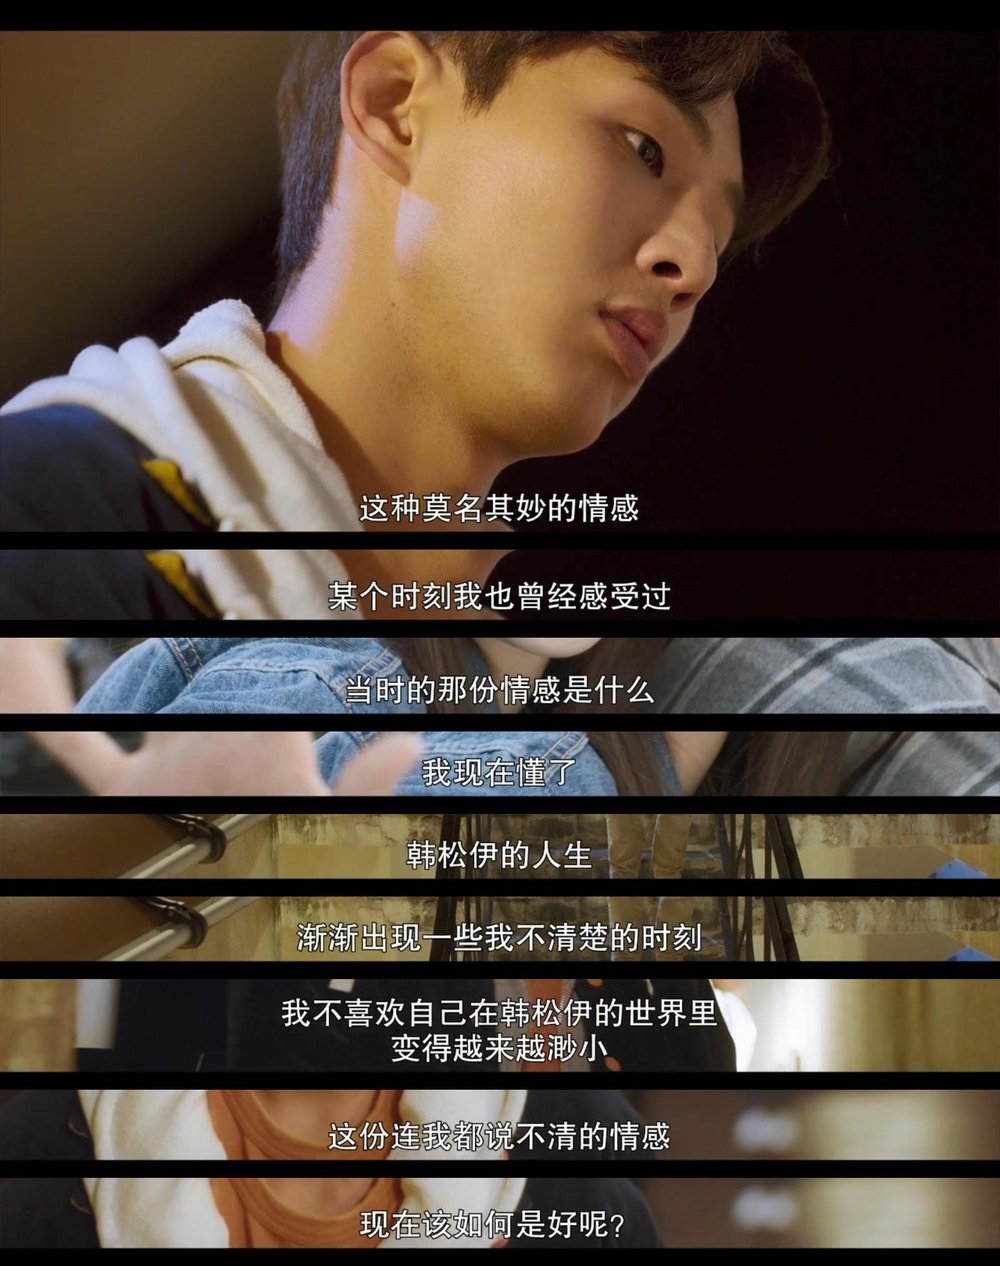 这种莫名其妙的情感
某个时刻我也曾经感受过
当时的那份情感是什么
我现在懂了
韩松伊的人生
渐渐出现一些我不清楚的时刻
我不喜欢自己在韩松伊的世界里
变得越来越渺小
这份连我都说不清的情感
现在该如何是好呢?